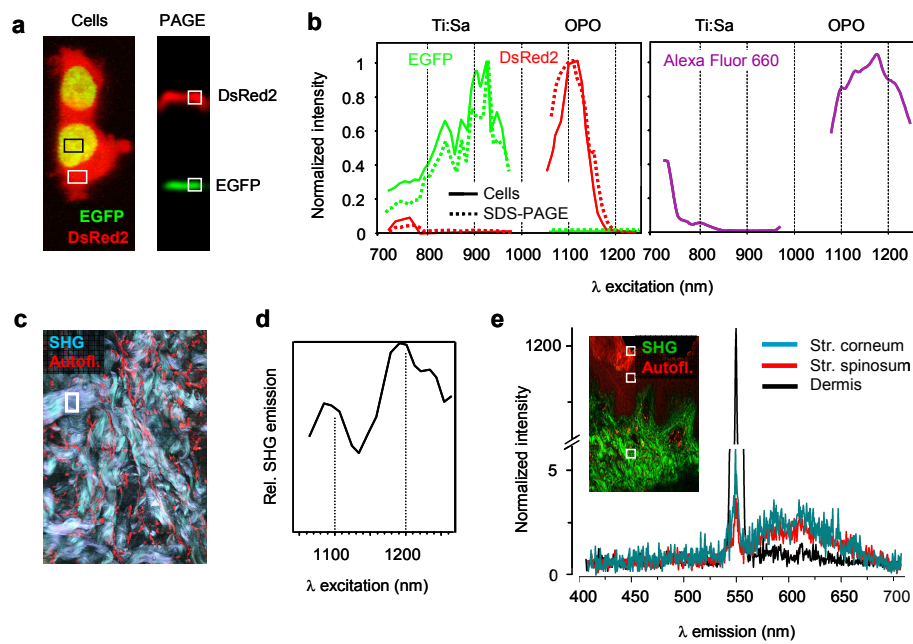 a
Cells
PAGE
DsRed2
EGFP
EGFP
DsRed2
b
Ti:Sa
OPO
Ti:Sa
OPO
EGFP
DsRed2
Alexa Fluor 660
Normalized intensity
1
0.8
0.6
0.4
0.2
0
Cells
SDS-PAGE
700 800 900 1000 1100 1200
700 800 900 1000 1100 1200
λ excitation (nm)
c
SHG
Autofl.
d
Rel. SHG emission
1100 1200
λ excitation (nm)
e
SHG
Autofl.
Str. corneum
Str. spinosum
Dermis
Normalized intensity
1200
5
0
400 450 500 550 600 650 700
λ emission (nm)